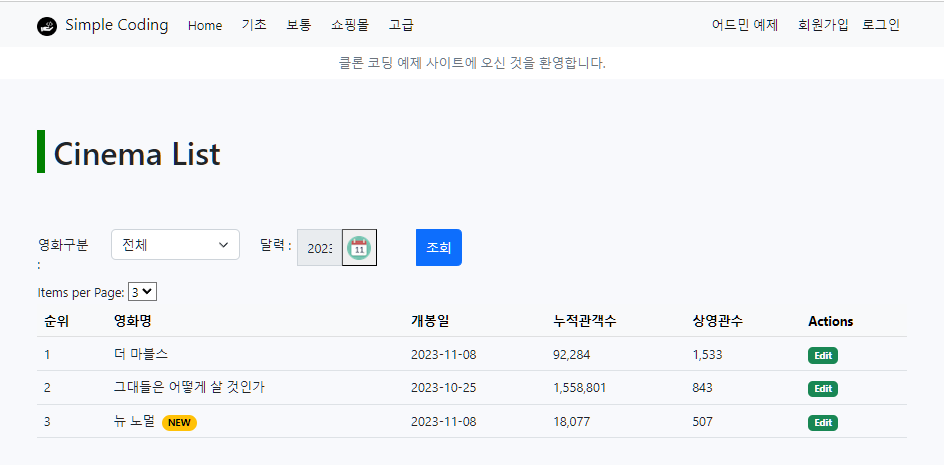 Simple Coding Home 기초 보통 쇼핑몰 고급 어드민 예제 회원가입 로그인
클론 코딩 예제 사이트에 오신 것을 환영합니다.
Cinema List
영화구분 전체 달력 : 2023 11 조회
:
Items per Page: 3
순위 영화명 개봉일 누적관객수 상영관수 Actions
1 더 마블스 2023-11-08 92,284 1,533 Edit
2 그대들은 어떻게 살 것인가 2023-10-25 1,558,801 843 Edit
3 뉴 노멀 NEW 2023-11-08 18,077 507 Edit